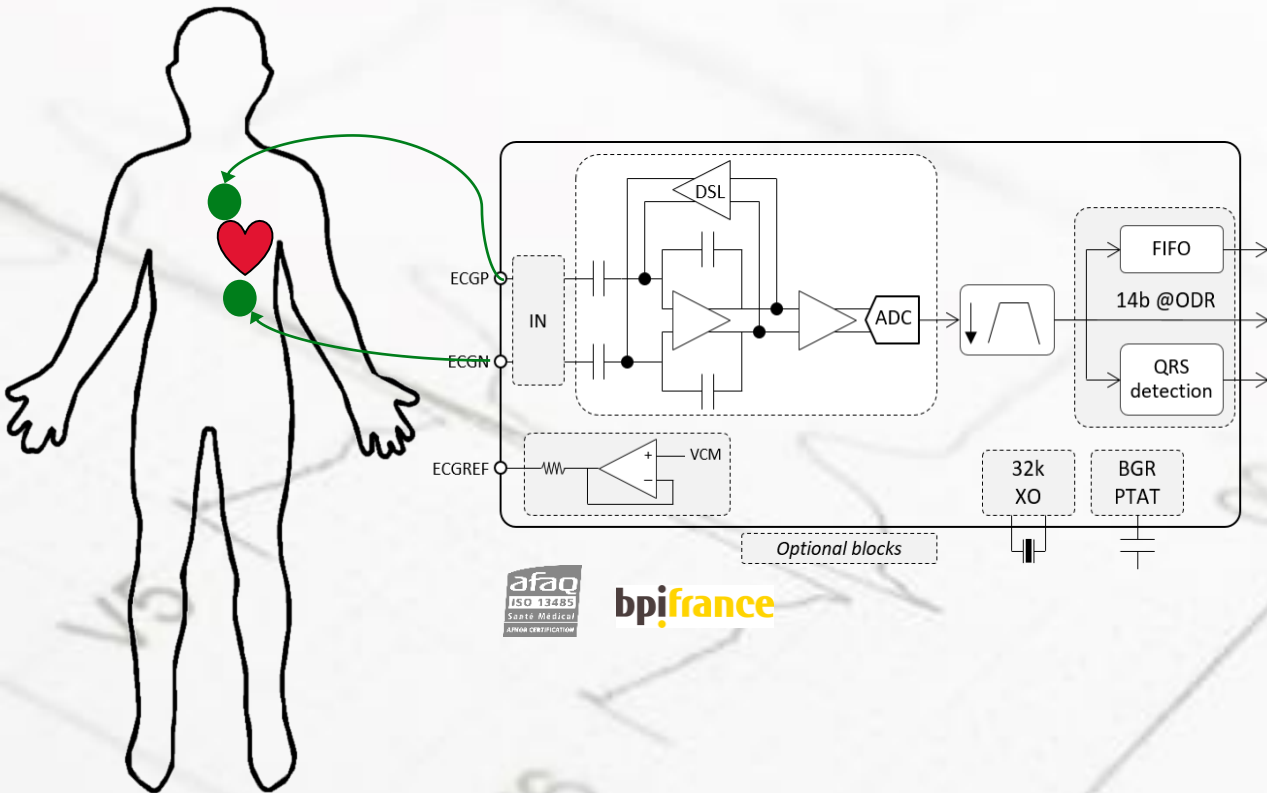 DSL
ECGP
IN
ADC
FIFO
14b @ODR
QRS
detection
ECGN
ECGREF
+
VCM
−
32k
XO
BGR
PTAT
Optional blocks
afaq
ISO 13485
Santé Médical
AFNOR CERTIFICATION
bpifrance
V5